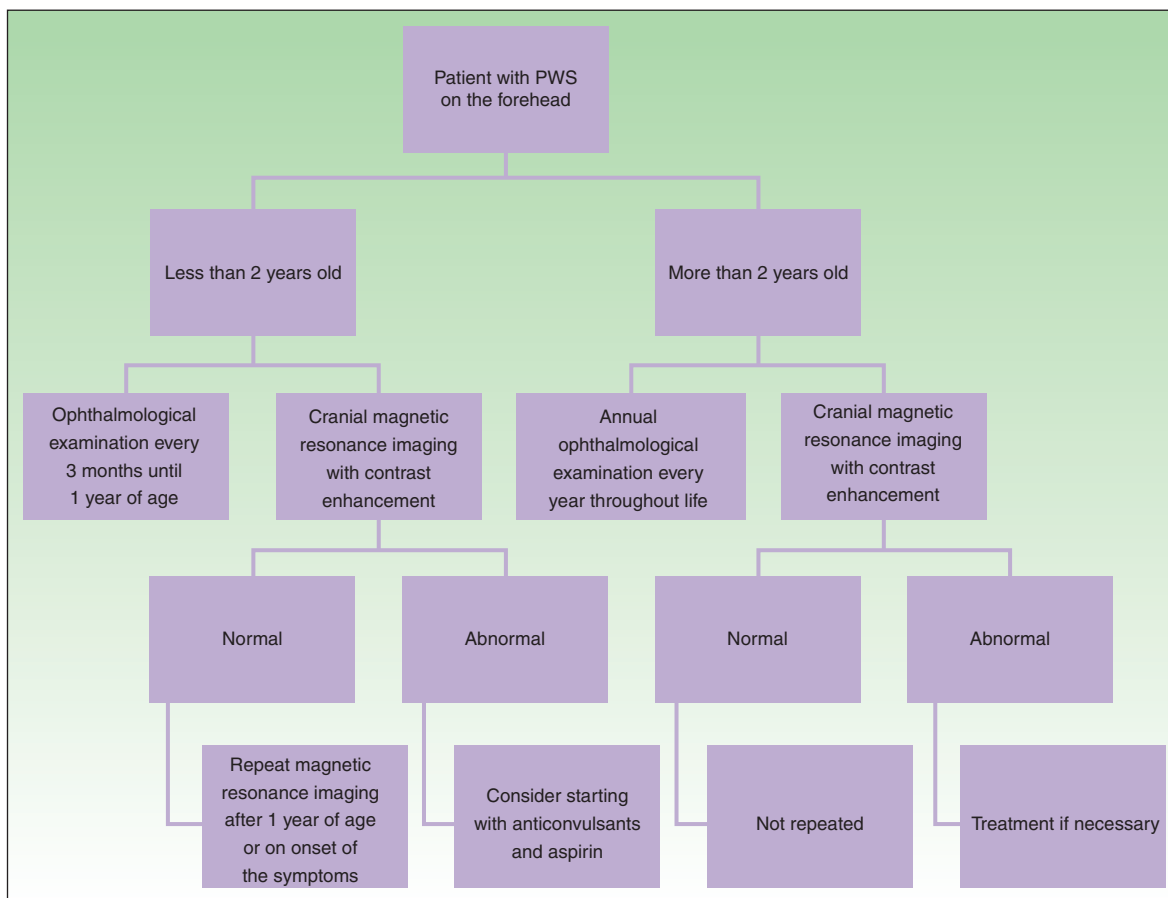 Patient with PWS
on the forehead
Less than 2 years old
More than 2 years old
Ophthalmological
examination every
3 months until
1 year of age
Cranial magnetic
resonance imaging
with contrast
enhancement
Annual
ophthalmological
examination every
year throughout life
Cranial magnetic
resonance imaging
with contrast
enhancement
Normal
Abnormal
Normal
Abnormal
Repeat magnetic
resonance imaging
after 1 year of age
or on onset of
the symptoms
Consider starting
with anticonvulsants
and aspirin
Not repeated
Treatment if necessary